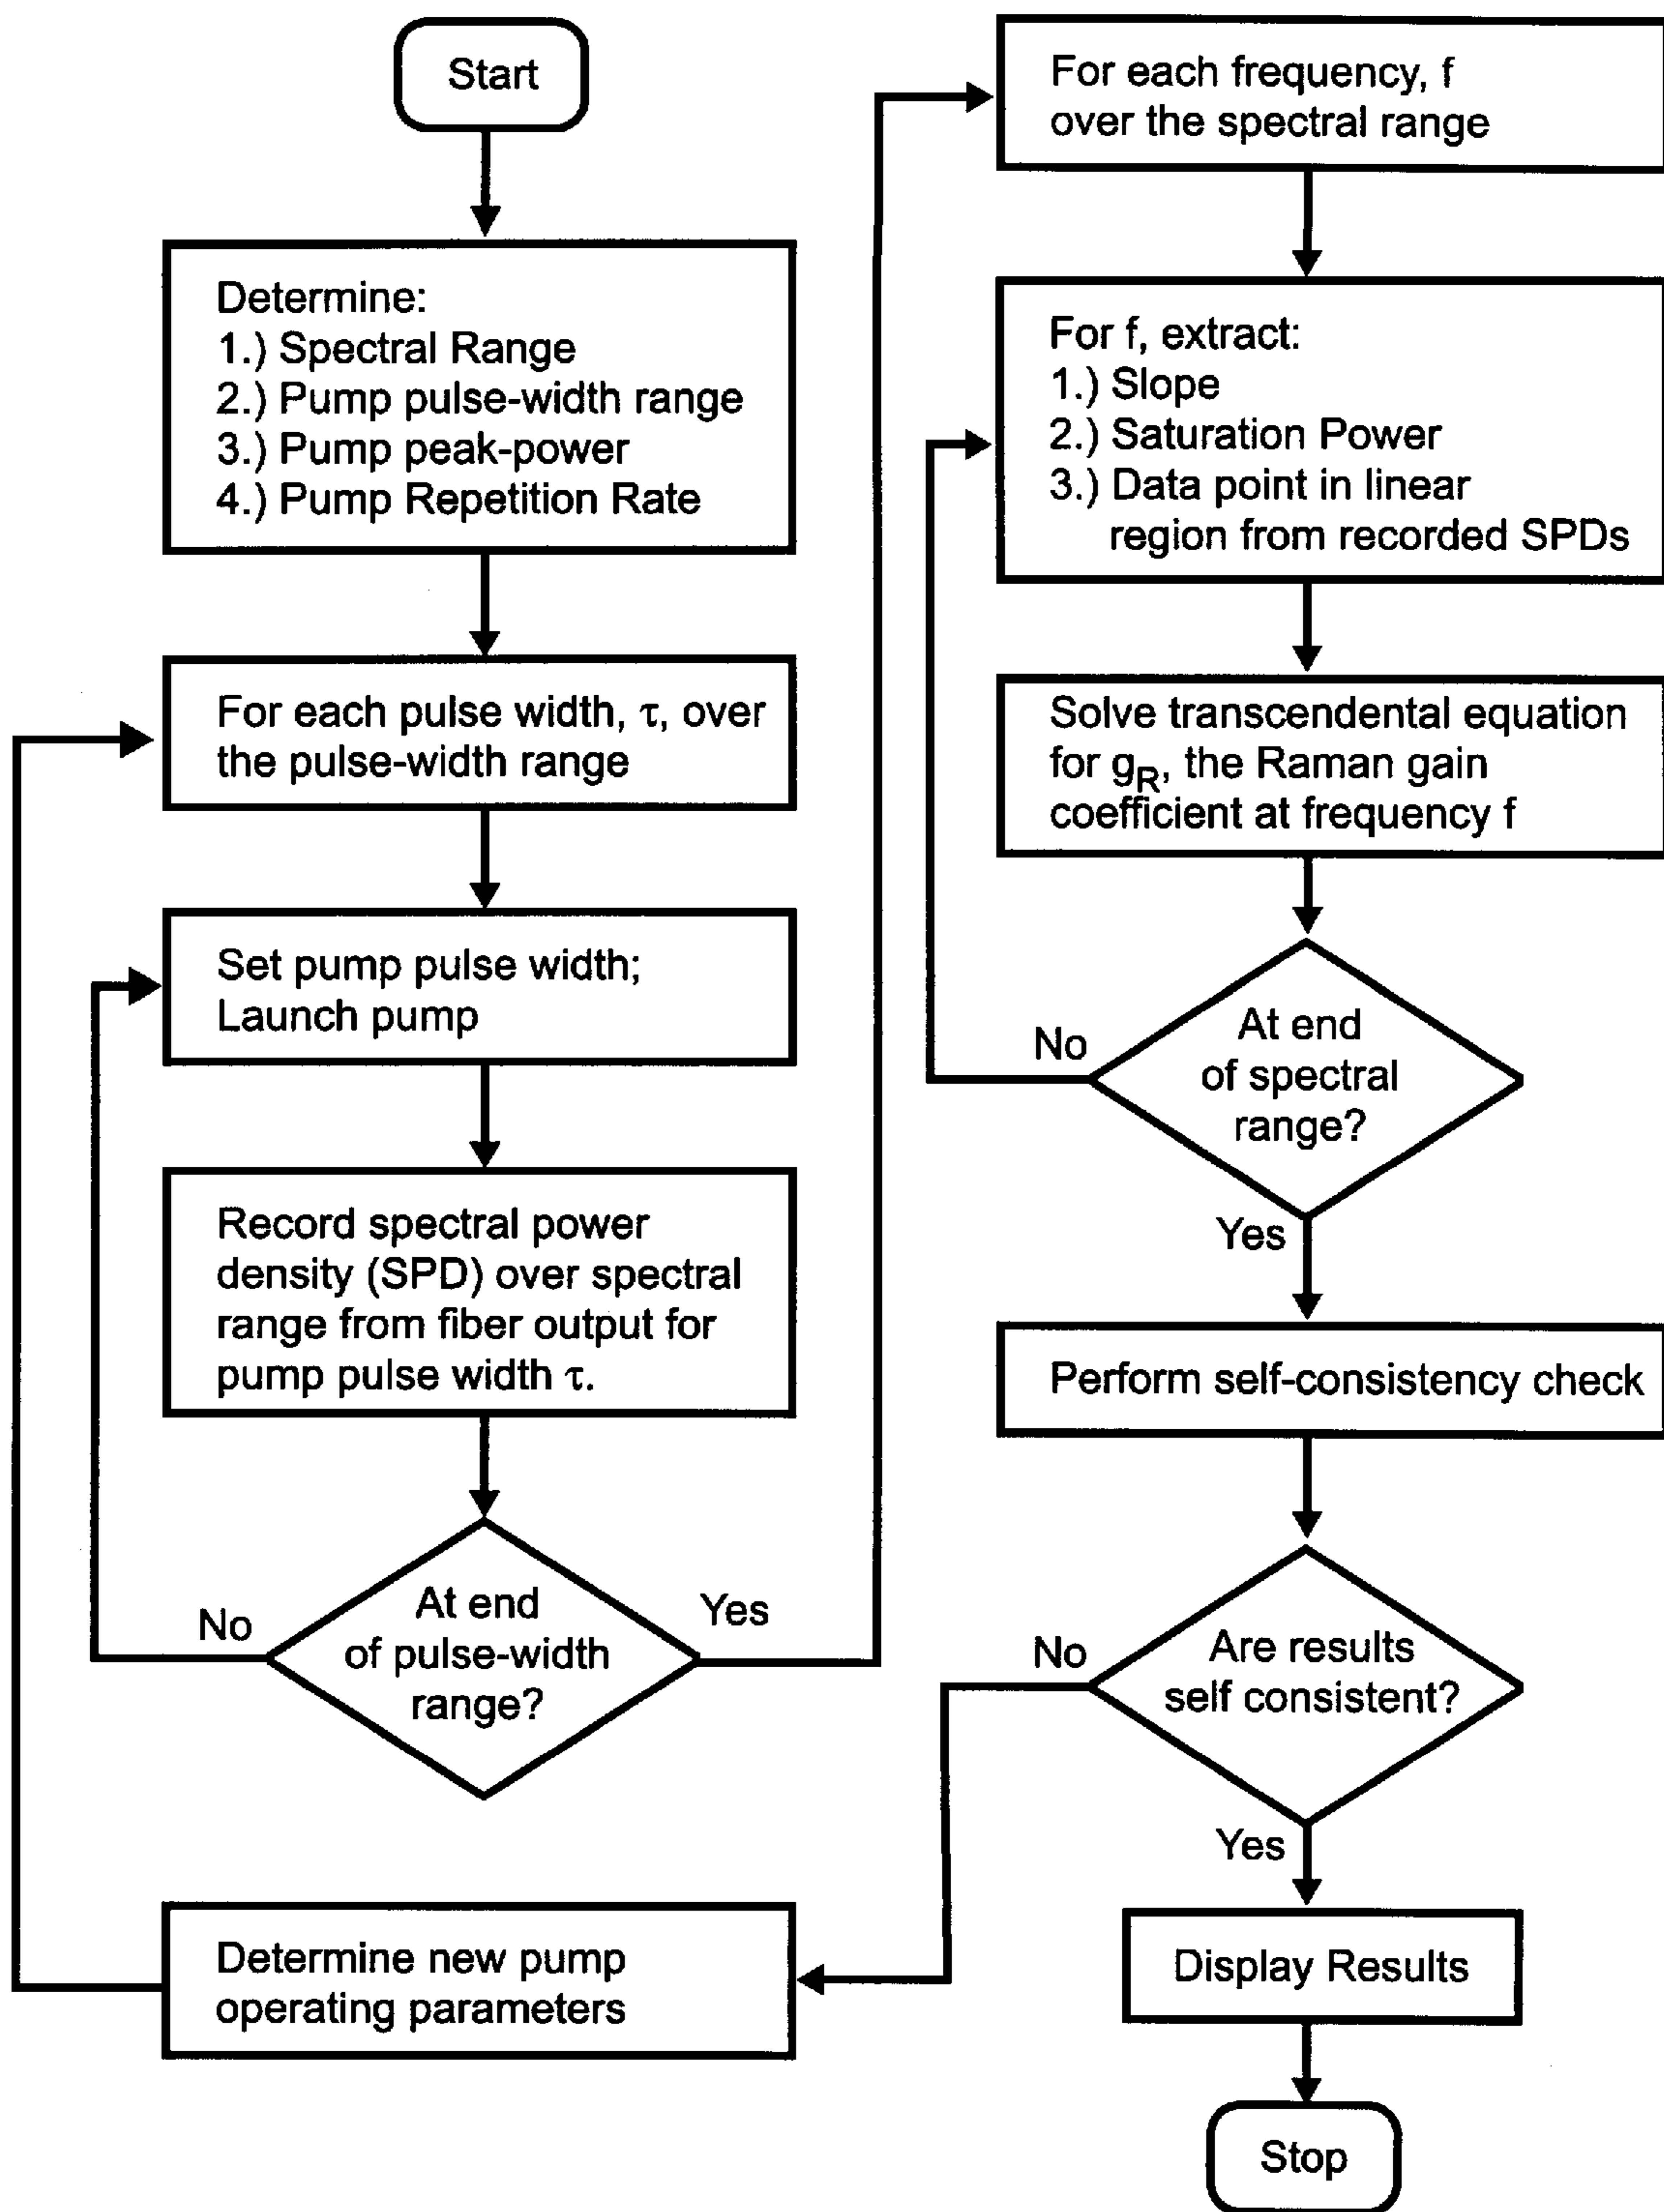 Start
Determine:
1.) Spectral Range
2.) Pump pulse-width range
3.) Pump peak-power
4.) Pump Repetition Rate
For each pulse width, τ, over
the pulse-width range
Set pump pulse width;
Launch pump
Record spectral power
density (SPD) over spectral
range from fiber output for
pump pulse width τ.
At end
of pulse-width
range?
No
Yes
Determine new pump
operating parameters
For each frequency, f
over the spectral range
For f, extract:
1.) Slope
2.) Saturation Power
3.) Data point in linear
region from recorded SPDs
Solve transcendental equation
for gR, the Raman gain
coefficient at frequency f
At end
of spectral
range?
No
Yes
Perform self-consistency check
Are results
self consistent?
No
Yes
Display Results
Stop